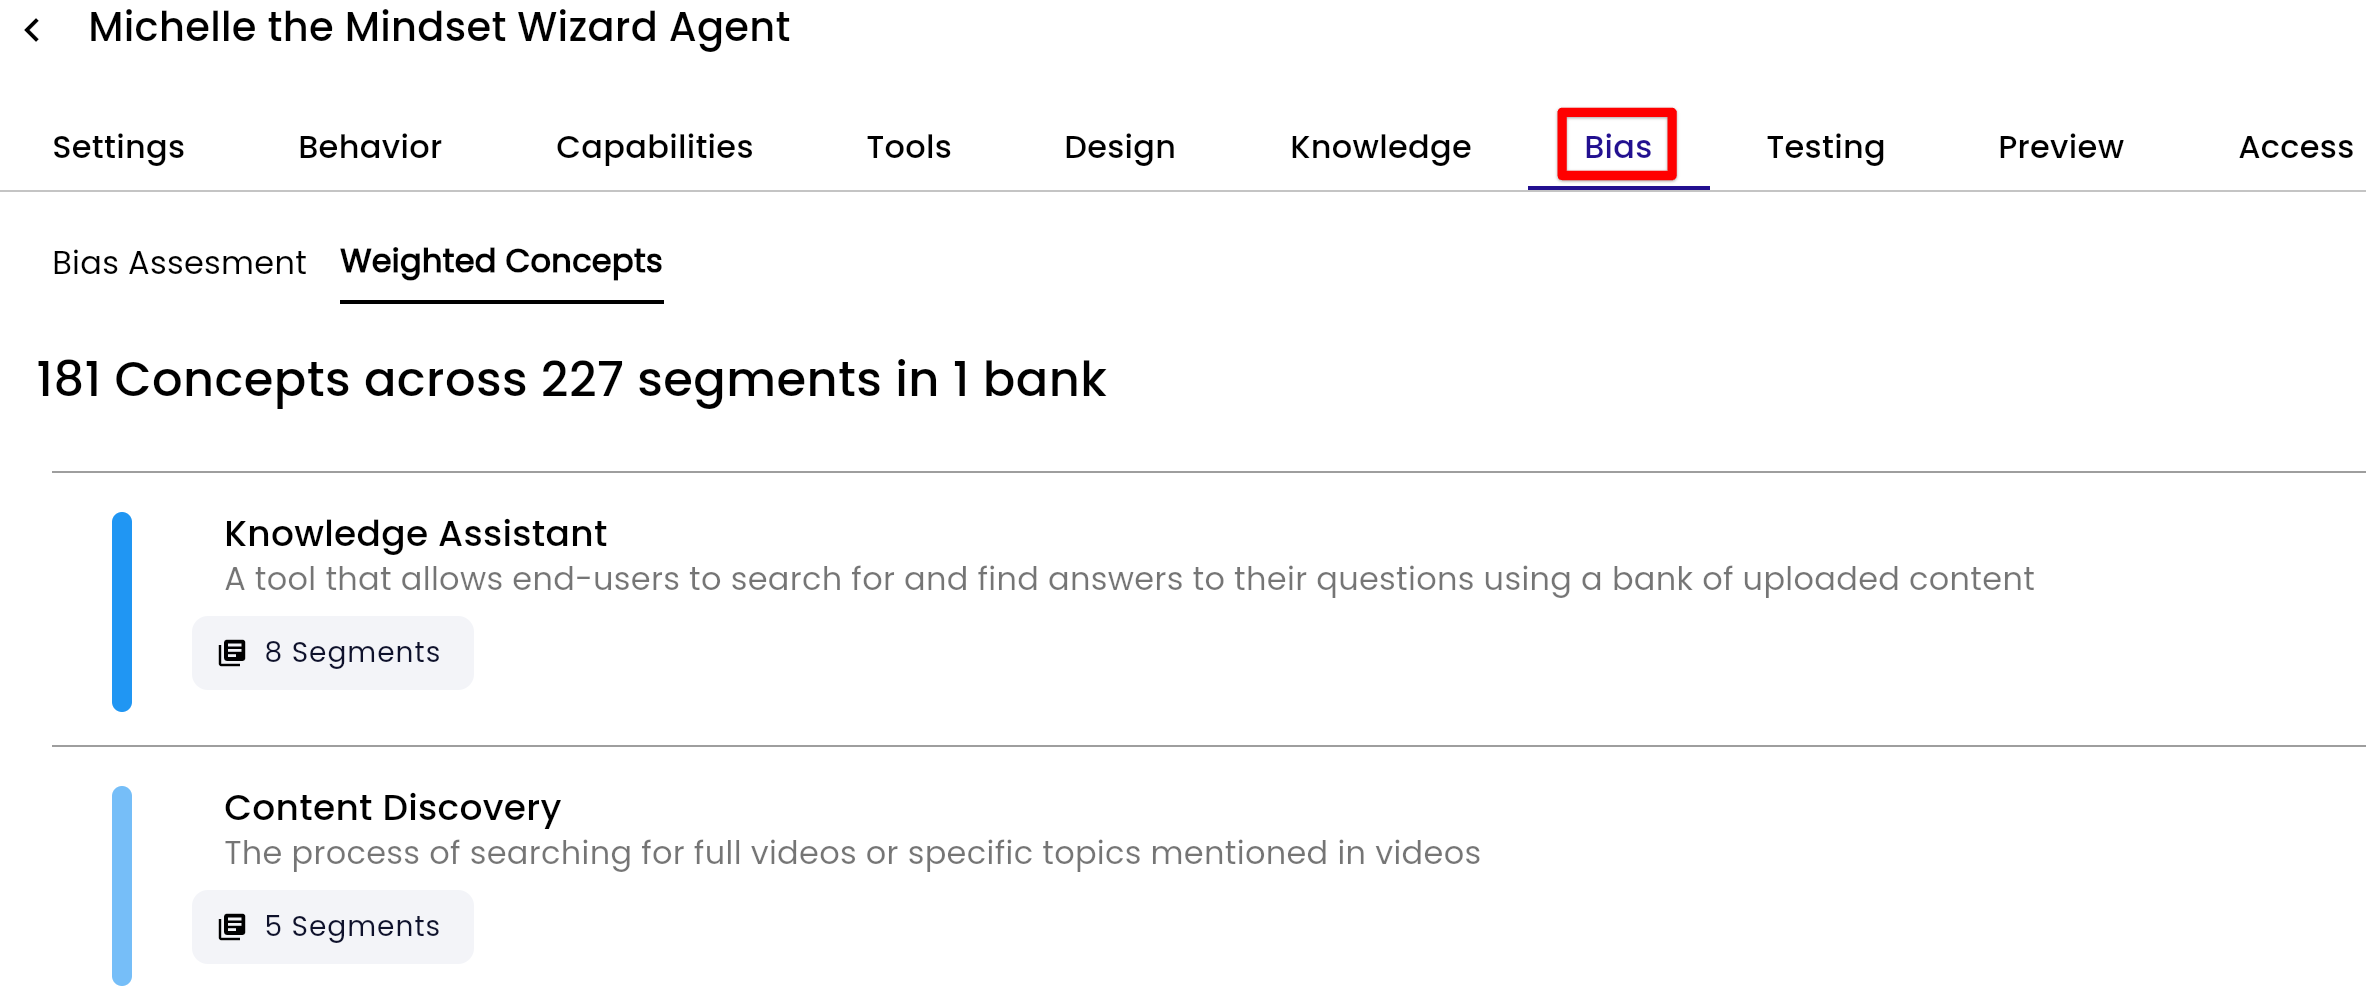 Michelle the Mindset Wizard Agent
Settings Behavior Capabilities Tools Design Knowledge Bias Testing Preview Access
Bias Assesment Weighted Concepts
181 Concepts across 227 segments in 1 bank
Knowledge Assistant
A tool that allows end-users to search for and find answers to their questions using a bank of uploaded content
8 Segments
Content Discovery
The process of searching for full videos or specific topics mentioned in videos
5 Segments